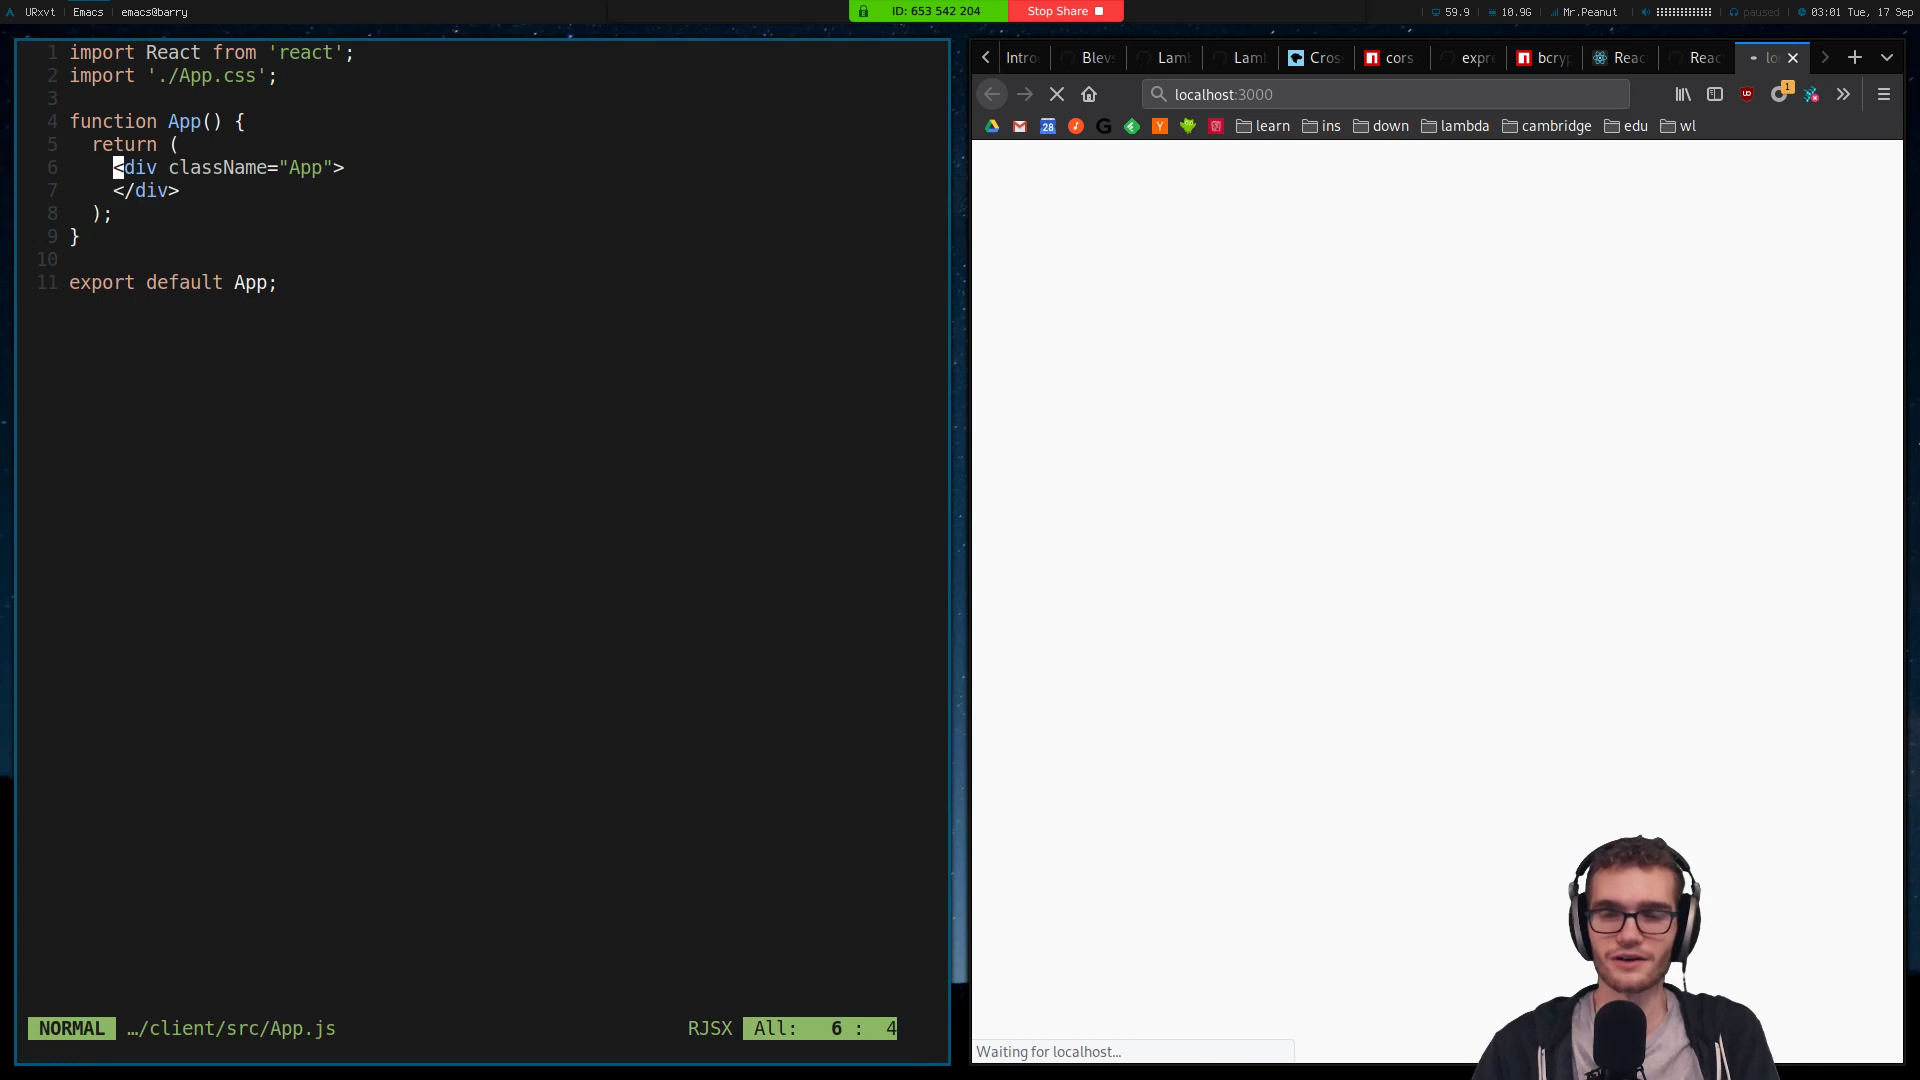 URxvt Emacs emacs@barry
ID: 653 542 204
Stop Share
59.9 10.9G Mr.Peanut paused 03:01 Tue, 17 Sep
1 import React from 'react';
2 import './App.css';
3
4 function App() {
5 return (
6 <div className="App">
7 </div>
8 );
9 }
10
11 export default App;
NORMAL …/client/src/App.js RJSX All: 6 : 4
Intro Blevs Lamb Lamb Cros cors expre bcryp Reac Reac lo
localhost:3000
1
28 G Y learn ins down lambda cambridge edu wl
Waiting for localhost...